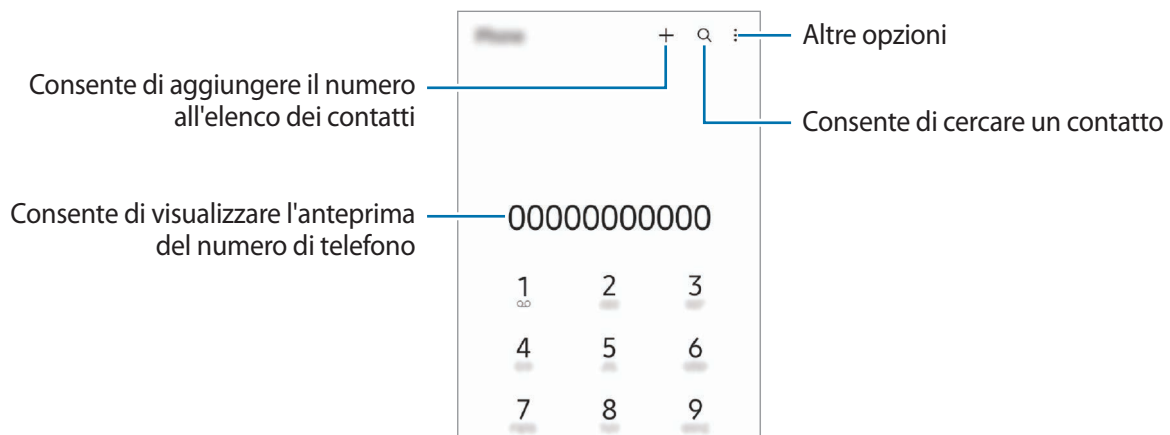 Altre opzioni
Consente di aggiungere il numero
all'elenco dei contatti
Consente di cercare un contatto
Consente di visualizzare l'anteprima
del numero di telefono
00000000000
1 2 3
4 5 6
7 8 9